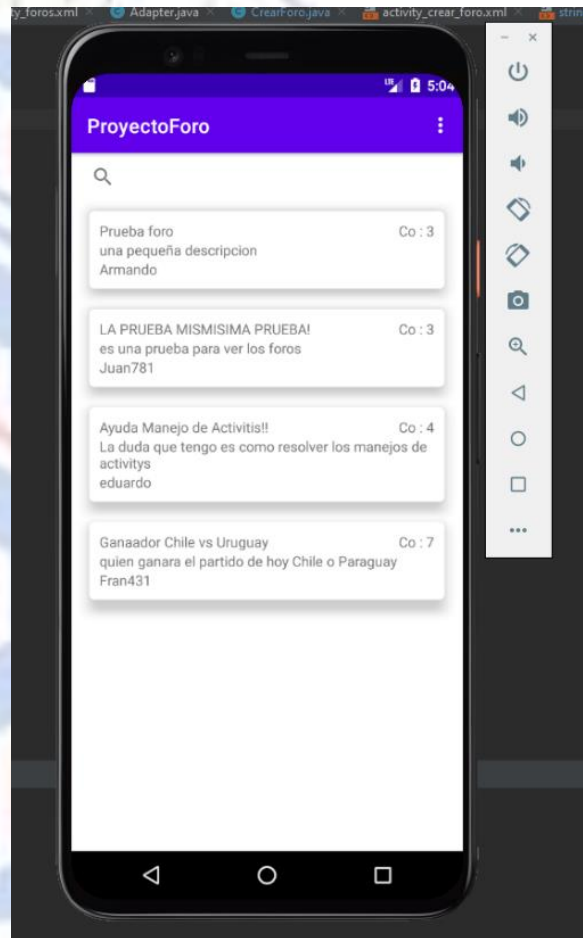 ty_foros.xml Adapter.java CrearForo.java activity_crear_foro.xml strin
LTE 5:04
ProyectoForo
Prueba foro Co : 3
una pequeña descripcion
Armando
LA PRUEBA MISMISIMA PRUEBA! Co : 3
es una prueba para ver los foros
Juan781
Ayuda Manejo de Activitis!! Co : 4
La duda que tengo es como resolver los manejos de
activitys
eduardo
Ganaador Chile vs Uruguay Co : 7
quien ganara el partido de hoy Chile o Paraguay
Fran431